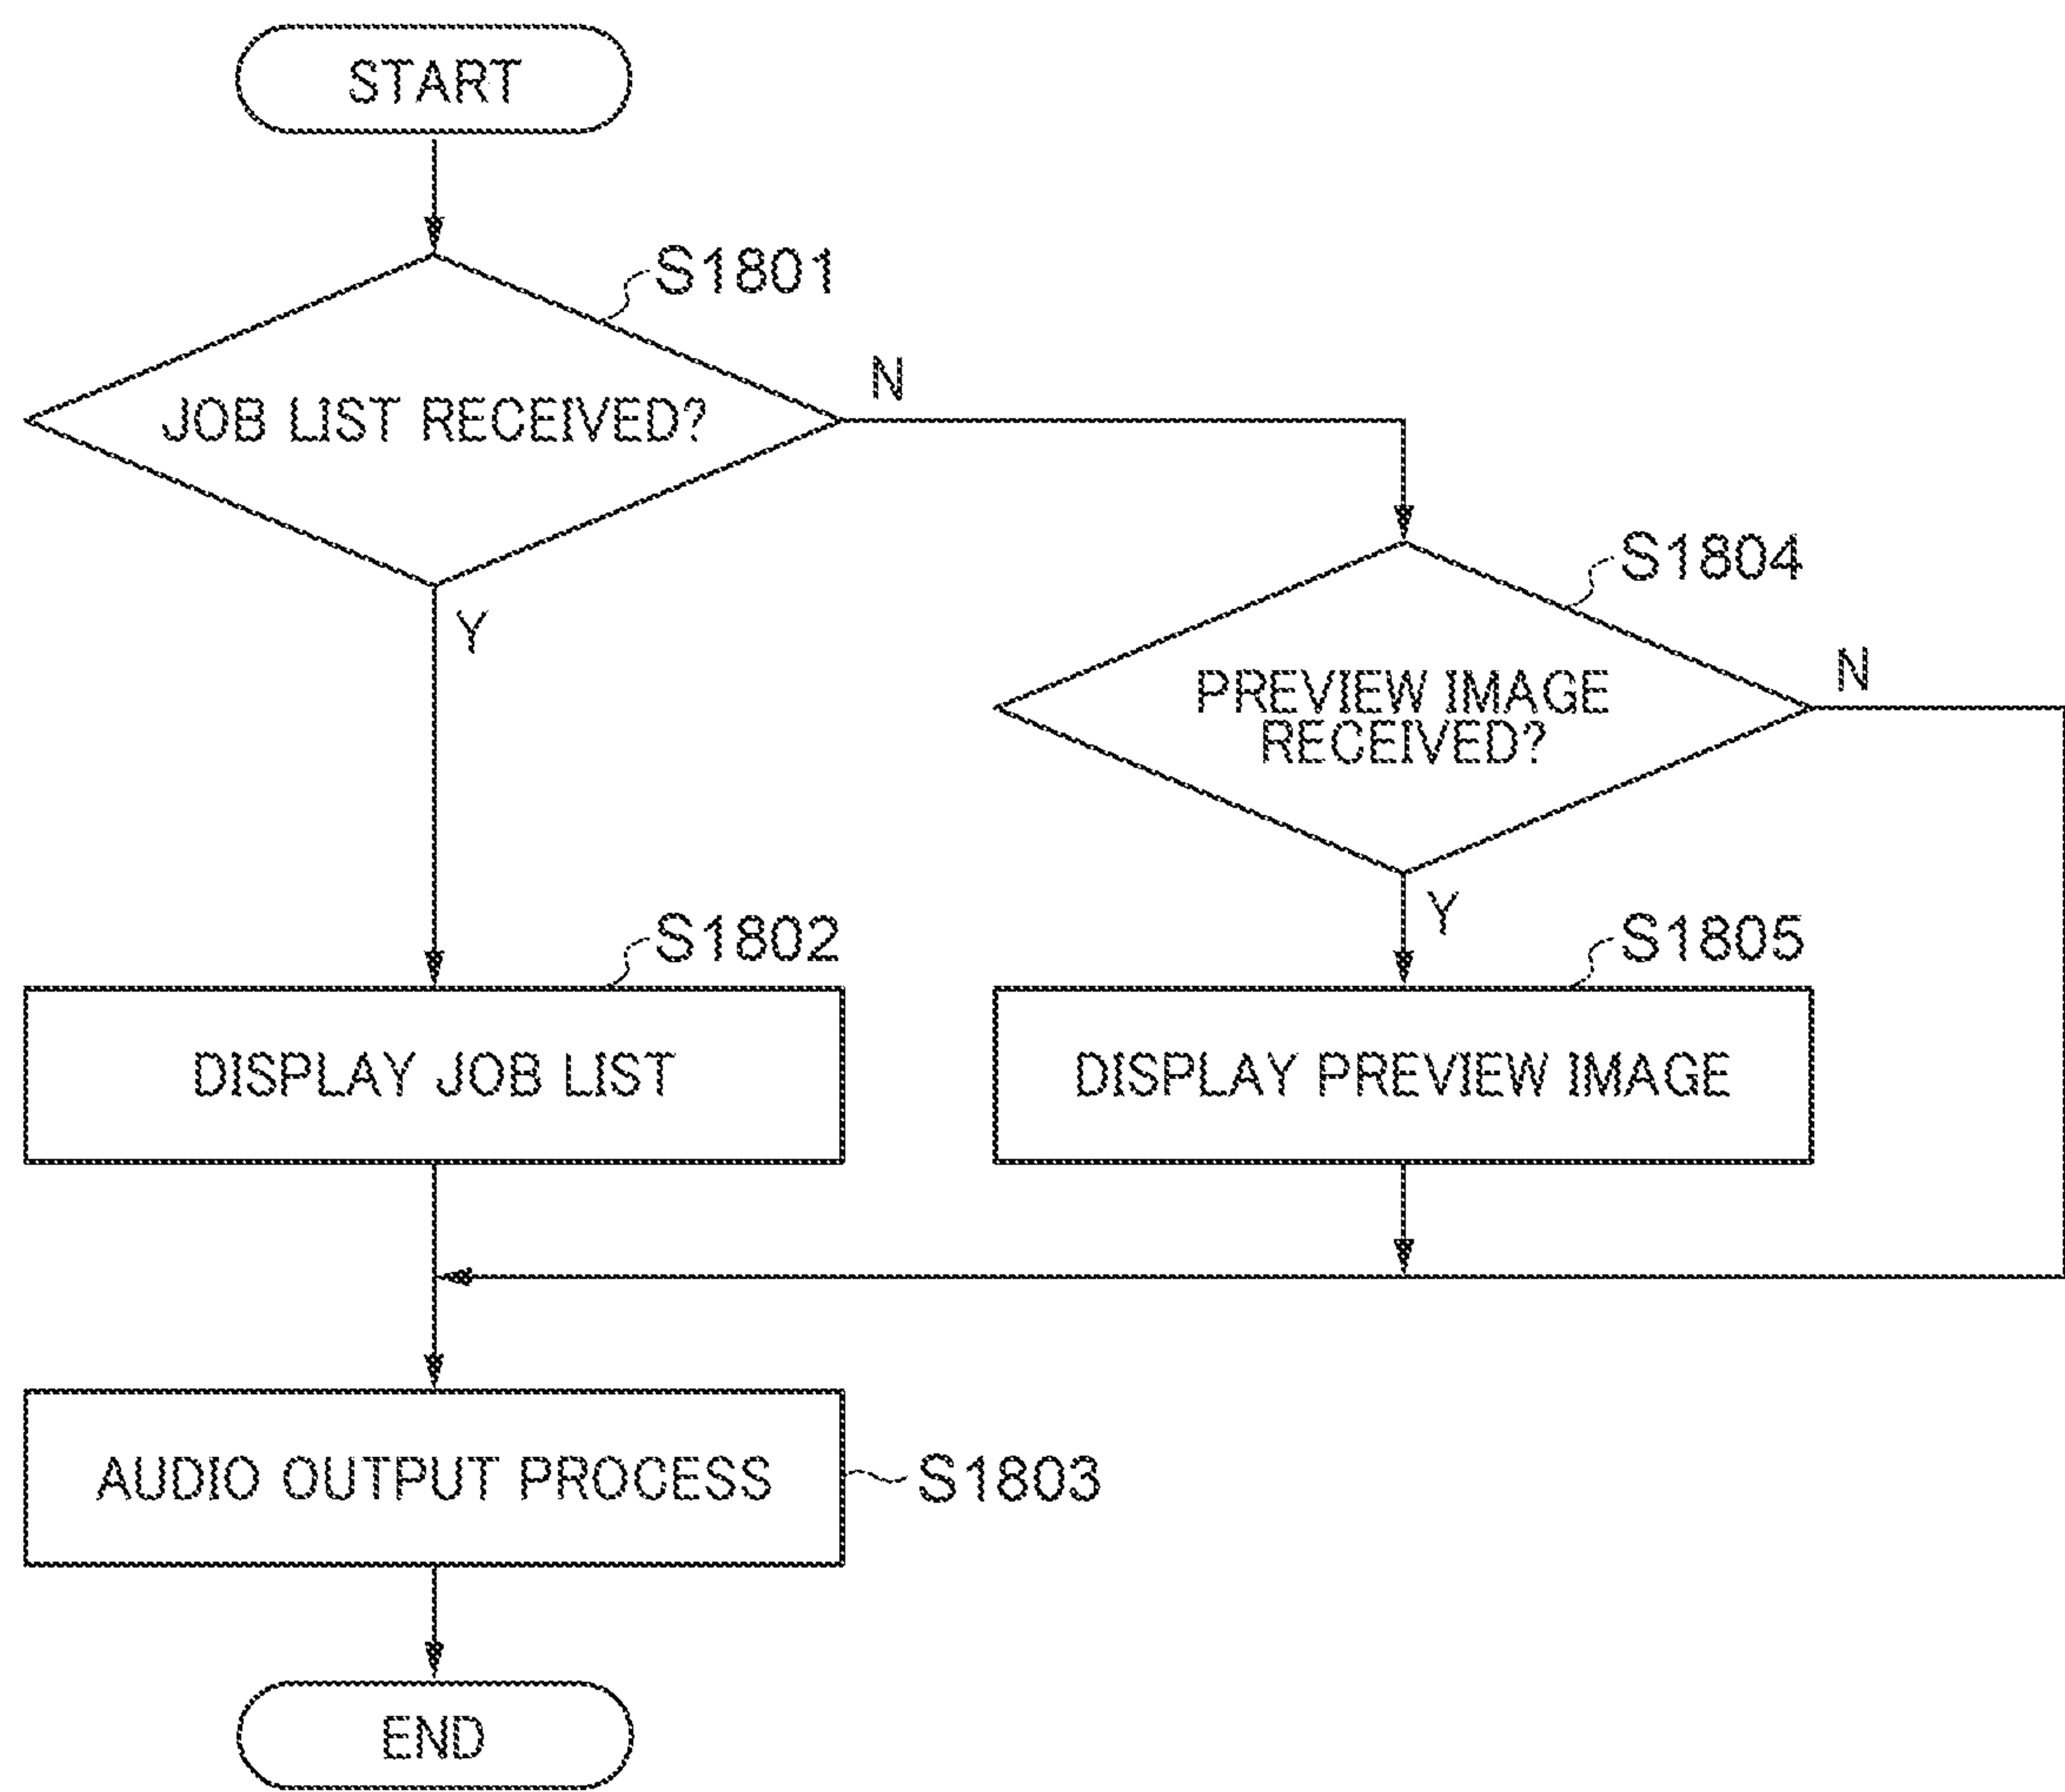 START
S1801
JOB LIST RECEIVED?
N
Y
S1804
PREVIEW IMAGE
RECEIVED?
N
Y
S1802
DISPLAY JOB LIST
S1805
DISPLAY PREVIEW IMAGE
AUDIO OUTPUT PROCESS
S1803
END